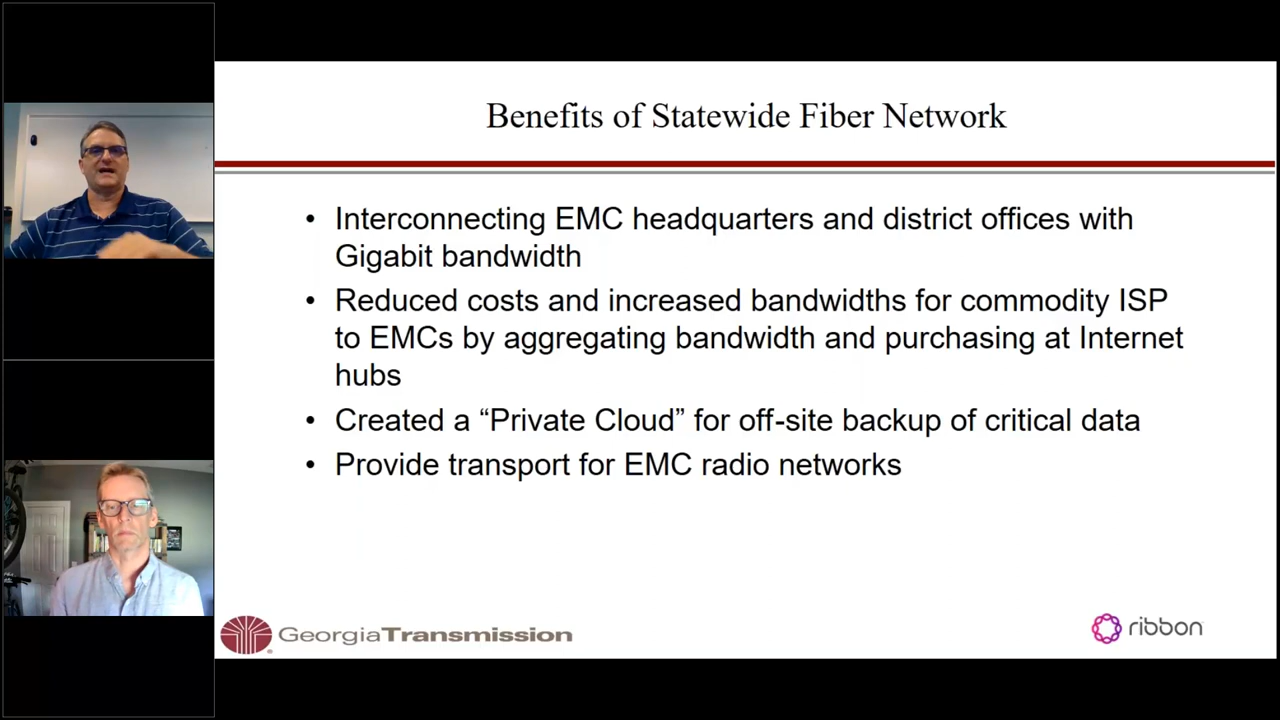 Benefits of Statewide Fiber Network
• Interconnecting EMC headquarters and district offices with
Gigabit bandwidth
• Reduced costs and increased bandwidths for commodity ISP
to EMCs by aggregating bandwidth and purchasing at Internet
hubs
• Created a “Private Cloud” for off-site backup of critical data
• Provide transport for EMC radio networks
GeorgiaTransmission
ribbon